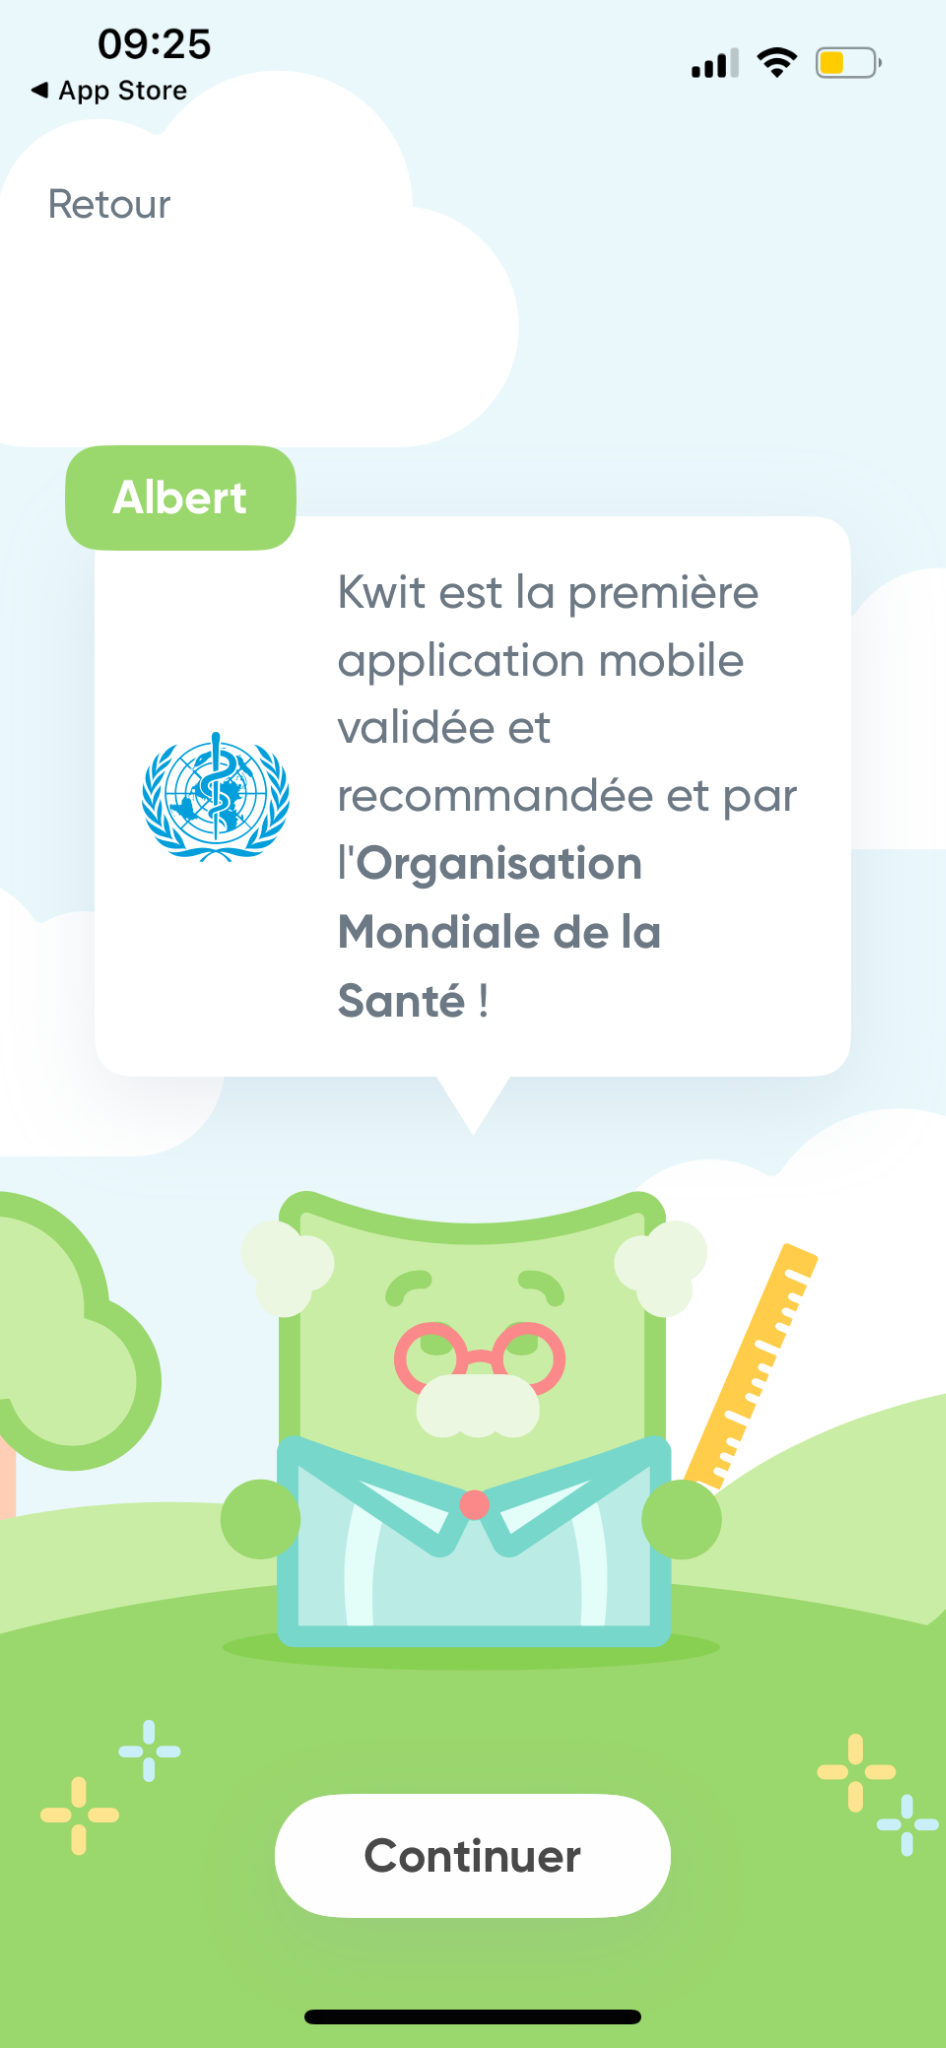 09:25
◀ App Store
Retour
Albert
Kwit est la première
application mobile
validée et
recommandée et par
l'Organisation
Mondiale de la
Santé !
Continuer